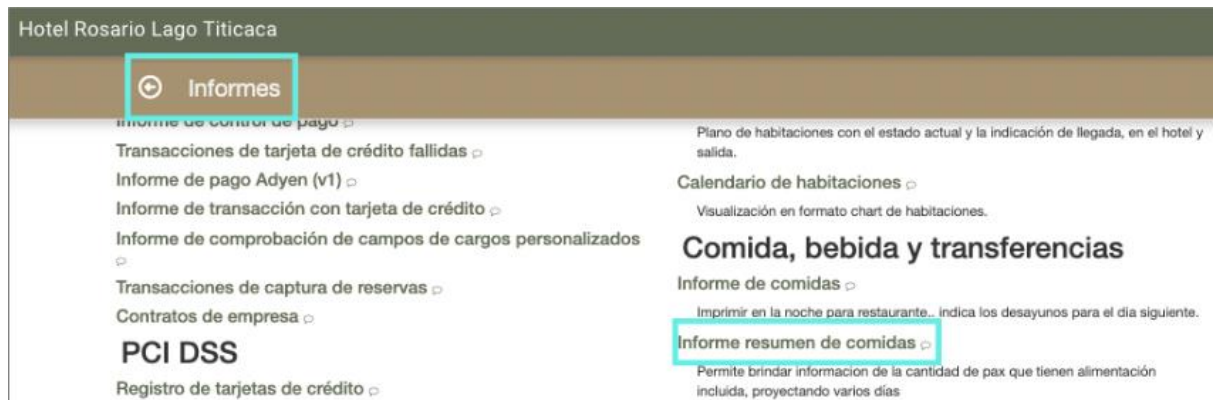 Hotel Rosario Lago Titicaca
Informes
Informe de control de pago
Transacciones de tarjeta de crédito fallidas
Informe de pago Adyen (v1)
Informe de transacción con tarjeta de crédito
Informe de comprobación de campos de cargos personalizados
Transacciones de captura de reservas
Contratos de empresa
PCI DSS
Registro de tarjetas de crédito
Plano de habitaciones con el estado actual y la indicación de llegada, en el hotel y
salida.
Calendario de habitaciones
Visualización en formato chart de habitaciones.
Comida, bebida y transferencias
Informe de comidas
Imprimir en la noche para restaurante.. indica los desayunos para el día siguiente.
Informe resumen de comidas
Permite brindar informacion de la cantidad de pax que tienen alimentación
incluida, proyectando varios días